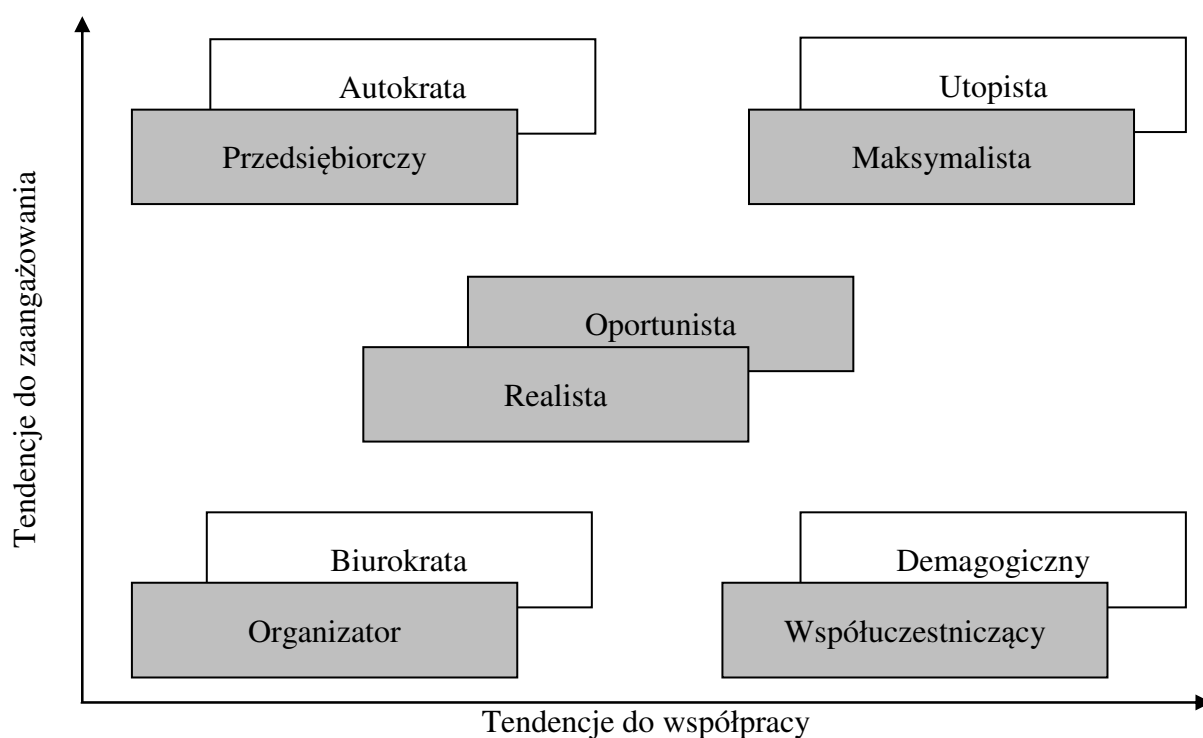 Autokrata
Utopista
Przedsiębiorczy
Maksymalista
Tendencje do zaangażowania
Oportunista
Realista
Biurokrata
Demagogiczny
Organizator
Współuczestniczący
Tendencje do współpracy